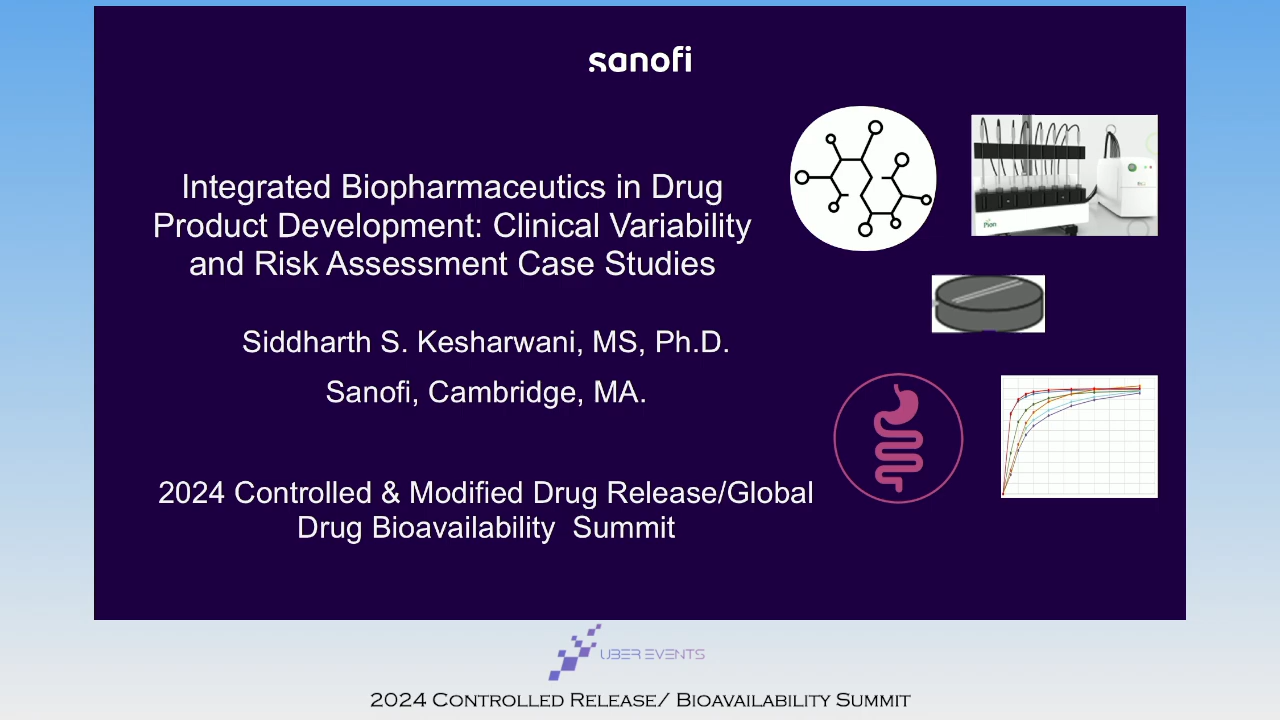 sanofi
Integrated Biopharmaceutics in Drug
Product Development: Clinical Variability
and Risk Assessment Case Studies
Siddharth S. Kesharwani, MS, Ph.D.
Sanofi, Cambridge, MA.
2024 Controlled & Modified Drug Release/Global
Drug Bioavailability Summit
Pion
UBER EVENTS
2024 CONTROLLED RELEASE/ BIOAVAILABILITY SUMMIT